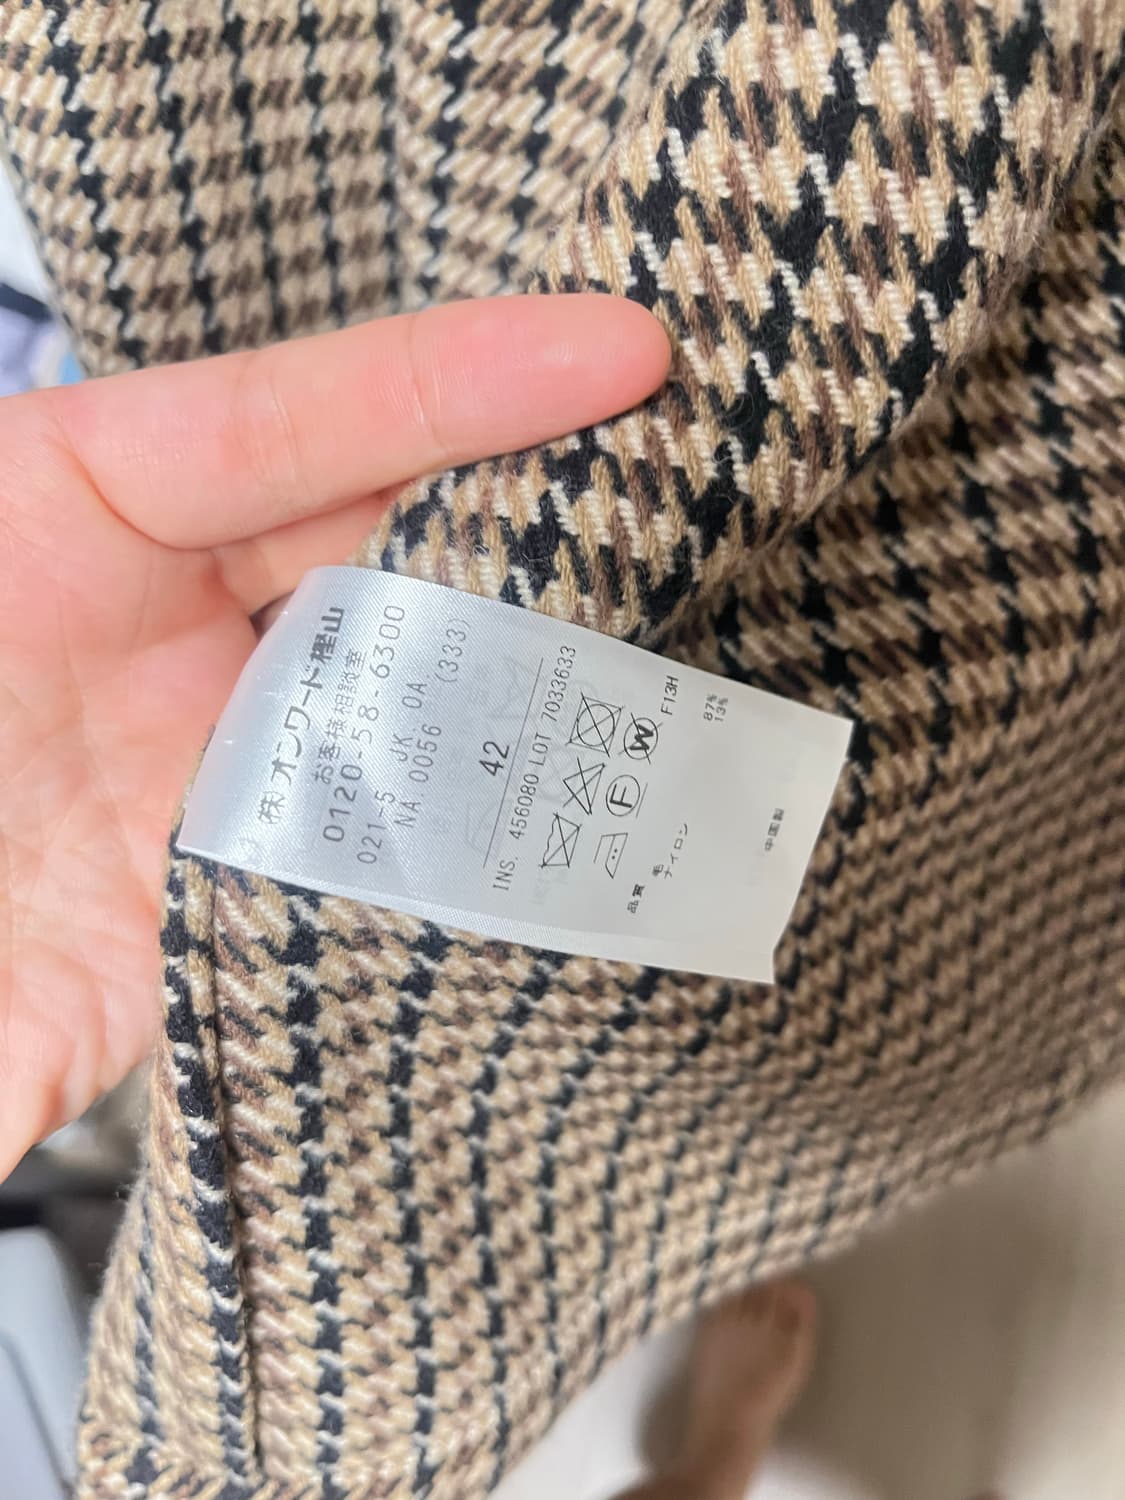 (株)オンワード樫山
お客様相談室
0120-58-6300
021-5 JK. OA.
NA.0056 (333)
42
INS. 456080 LOT 7033633
F
W
F13H
品質 毛 87%
ナイロン 13%
中国製